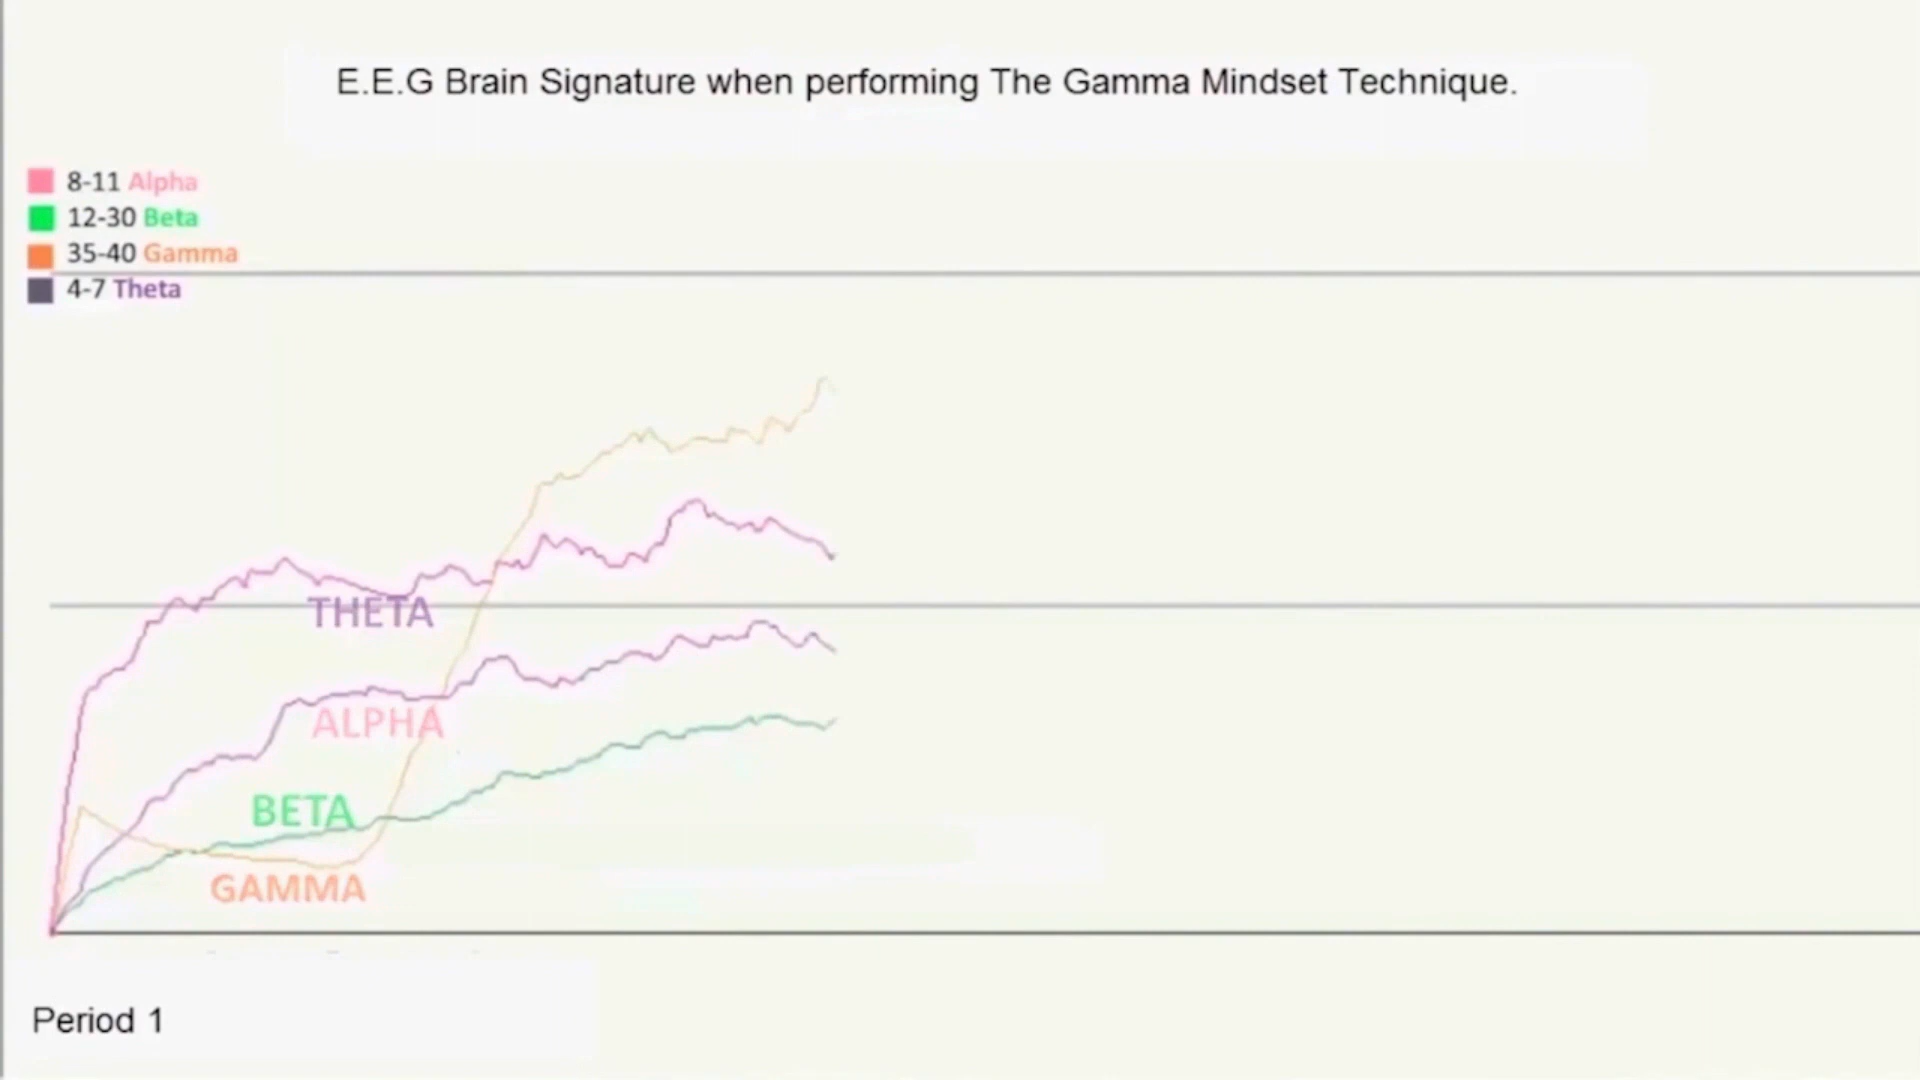 E.E.G Brain Signature when performing The Gamma Mindset Technique.
8-11 Alpha
12-30 Beta
35-40 Gamma
4-7 Theta
THETA
ALPHA
BETA
GAMMA
Period 1